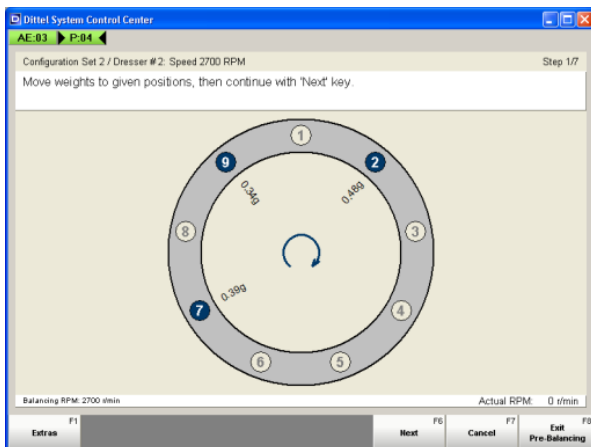 Dittel System Control Center
AE:03 P:04
Configuration Set 2 / Dresser #2: Speed 2700 RPM Step 1/7
Move weights to given positions, then continue with 'Next' key.
1
9 2
0.34g 0.48g
8 3
0.39g
7 4
6 5
Balancing RPM: 2700 r/min Actual RPM: 0 r/min
F1 F6 F7 F8
Extras Next Cancel Exit
Pre-Balancing